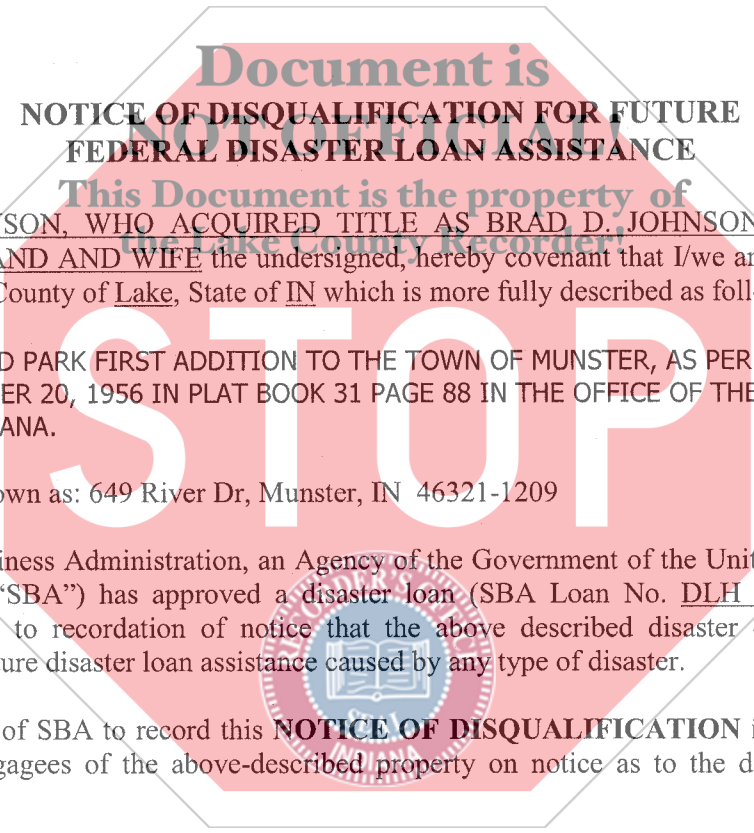 Document is
NOTICE OF DISQUALIFICATION FOR FUTURE
NOT OFFICIAL!
FEDERAL DISASTER LOAN ASSISTANCE
This Document is the property of
SON, WHO ACQUIRED TITLE AS BRAD D. JOHNSON
the Lake County Recorder!
AND AND WIFE the undersigned, hereby covenant that I/we a
County of Lake, State of IN which is more fully described as fol
D PARK FIRST ADDITION TO THE TOWN OF MUNSTER, AS PER
ER 20, 1956 IN PLAT BOOK 31 PAGE 88 IN THE OFFICE OF THE
ANA.
STOP
own as: 649 River Dr, Munster, IN 46321-1209
iness Administration, an Agency of the Government of the Unit
"SBA") has approved a disaster loan (SBA Loan No. DLH
to recordation of notice that the above described disaster
ure disaster loan assistance caused by any type of disaster.
RECORDER'S OFFICE
SEAL
INDIANA
of SBA to record this NOTICE OF DISQUALIFICATION i
gagees of the above-described property on notice as to the d